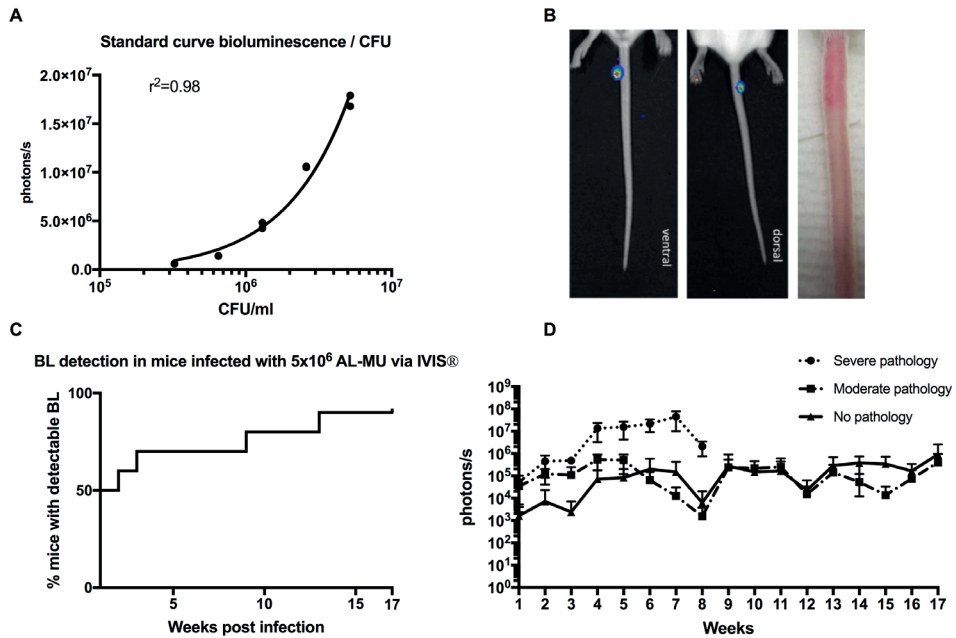 A
Standard curve bioluminescence / CFU
r²=0.98
2.0×10⁷
1.5×10⁷
1.0×10⁷
5.0×10⁶
0.0
photons/s
10⁵
10⁶
10⁷
CFU/ml
B
ventral
dorsal
C
BL detection in mice infected with 5x10⁶ AL-MU via IVIS®
100
50
0
% mice with detectable BL
5
10
15
17
Weeks post infection
D
Severe pathology
Moderate pathology
No pathology
10⁹
10⁸
10⁷
10⁶
10⁵
10⁴
10³
10²
10¹
10⁰
photons/s
1 2 3 4 5 6 7 8 9 10 11 12 13 14 15 16 17
Weeks